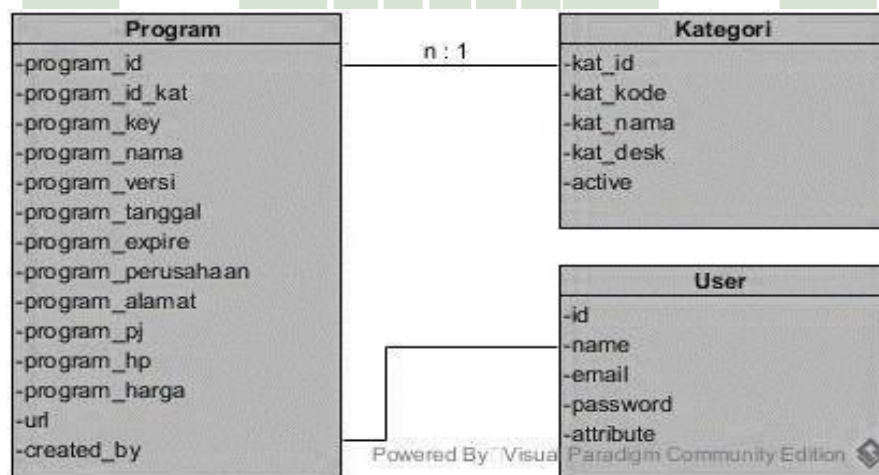 Program
-program_id
-program_id_kat
-program_key
-program_nama
-program_versi
-program_tanggal
-program_expire
-program_perusahaan
-program_alamat
-program_pj
-program_hp
-program_harga
-url
-created_by
n : 1
Kategori
-kat_id
-kat_kode
-kat_nama
-kat_desk
-active
User
-id
-name
-email
-password
-attribute
Powered By Visual Paradigm Community Edition